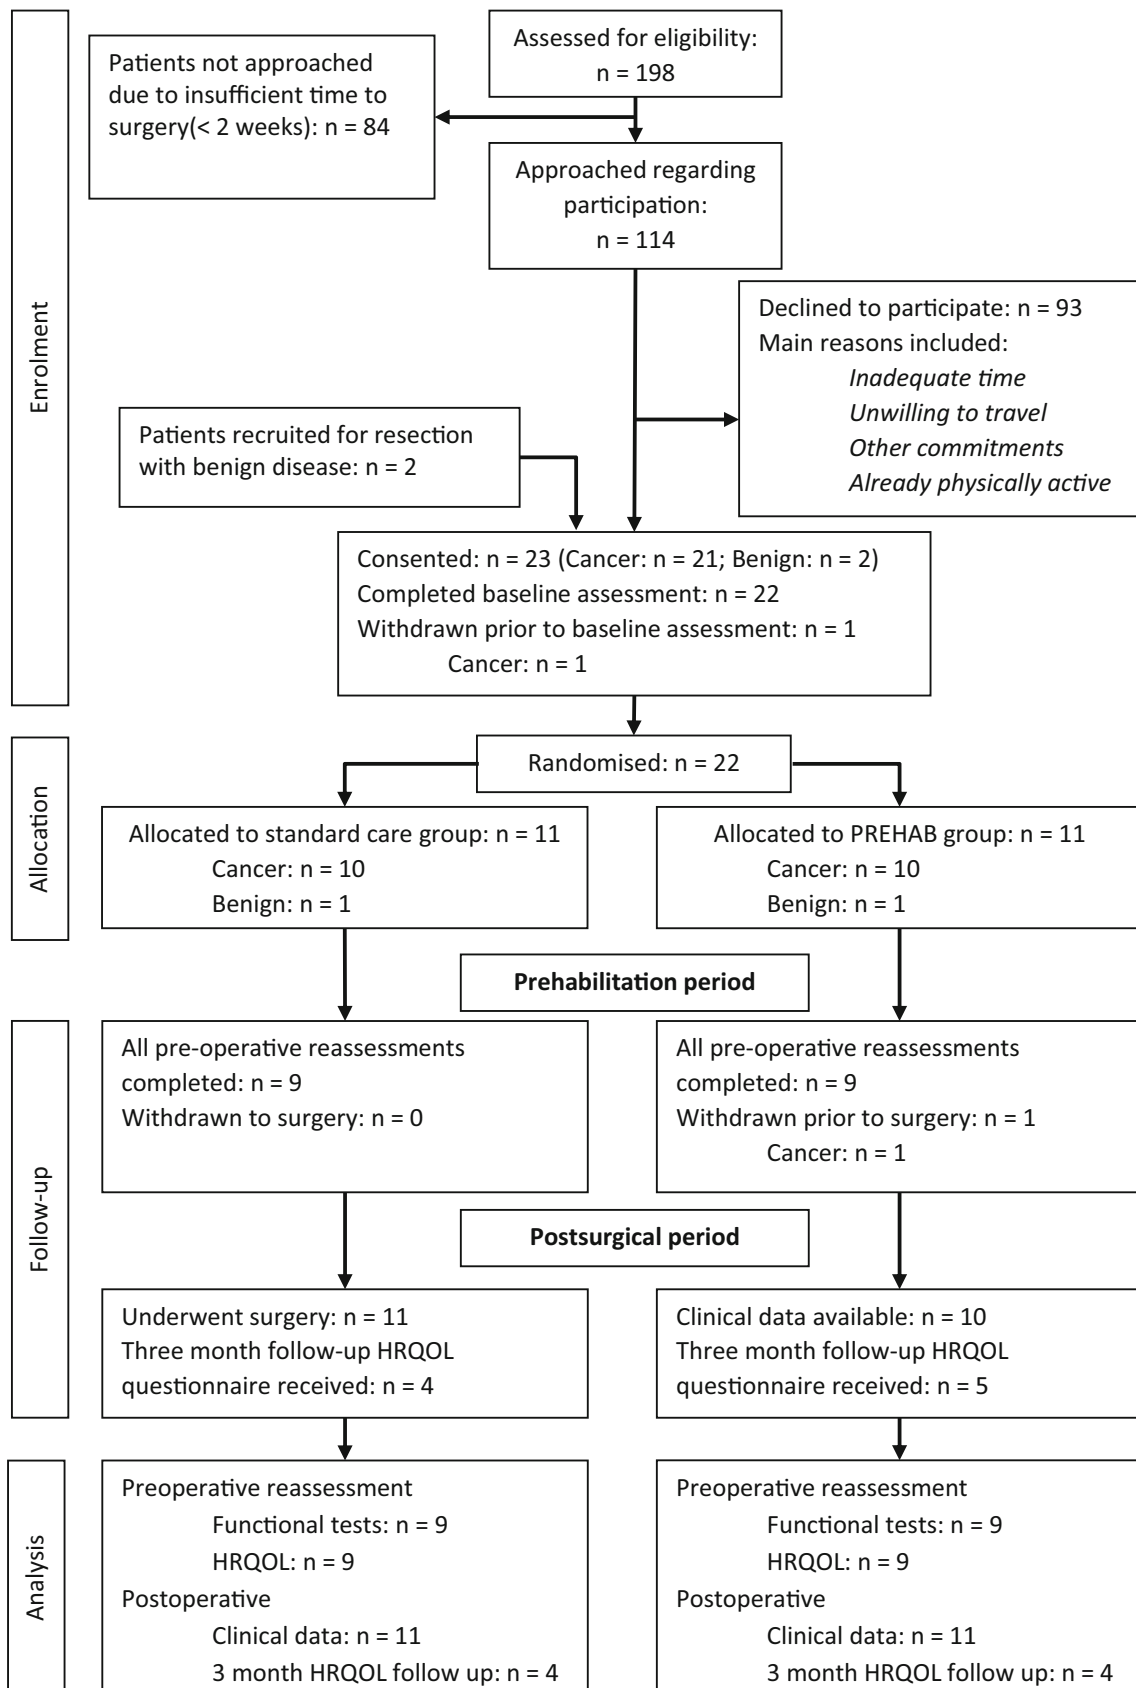 Enrolment
Assessed for eligibility:
n = 198
Patients not approached
due to insufficient time to
surgery(< 2 weeks): n = 84
Approached regarding
participation:
n = 114
Declined to participate: n = 93
Main reasons included:
Inadequate time
Unwilling to travel
Other commitments
Already physically active
Patients recruited for resection
with benign disease: n = 2
Consented: n = 23 (Cancer: n = 21; Benign: n = 2)
Completed baseline assessment: n = 22
Withdrawn prior to baseline assessment: n = 1
Cancer: n = 1
Allocation
Randomised: n = 22
Allocated to standard care group: n = 11
Cancer: n = 10
Benign: n = 1
Allocated to PREHAB group: n = 11
Cancer: n = 10
Benign: n = 1
Prehabilitation period
Follow-up
All pre-operative reassessments
completed: n = 9
Withdrawn to surgery: n = 0
All pre-operative reassessments
completed: n = 9
Withdrawn prior to surgery: n = 1
Cancer: n = 1
Postsurgical period
Underwent surgery: n = 11
Three month follow-up HRQOL
questionnaire received: n = 4
Clinical data available: n = 10
Three month follow-up HRQOL
questionnaire received: n = 5
Analysis
Preoperative reassessment
Functional tests: n = 9
HRQOL: n = 9
Postoperative
Clinical data: n = 11
3 month HRQOL follow up: n = 4
Preoperative reassessment
Functional tests: n = 9
HRQOL: n = 9
Postoperative
Clinical data: n = 11
3 month HRQOL follow up: n = 4